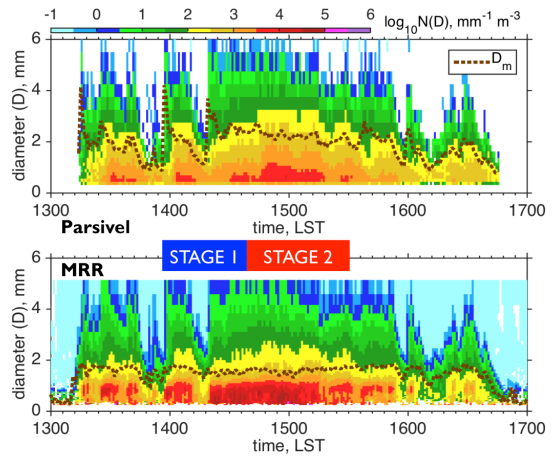 -1 0 1 2 3 4 5 6 log10N(D), mm-1 m-3
diameter (D), mm
6
4
2
0
Dm
1300 1400 1500 1600 1700
time, LST
Parsivel
STAGE 1 STAGE 2
MRR
diameter (D), mm
6
4
2
0
1300 1400 1500 1600 1700
time, LST